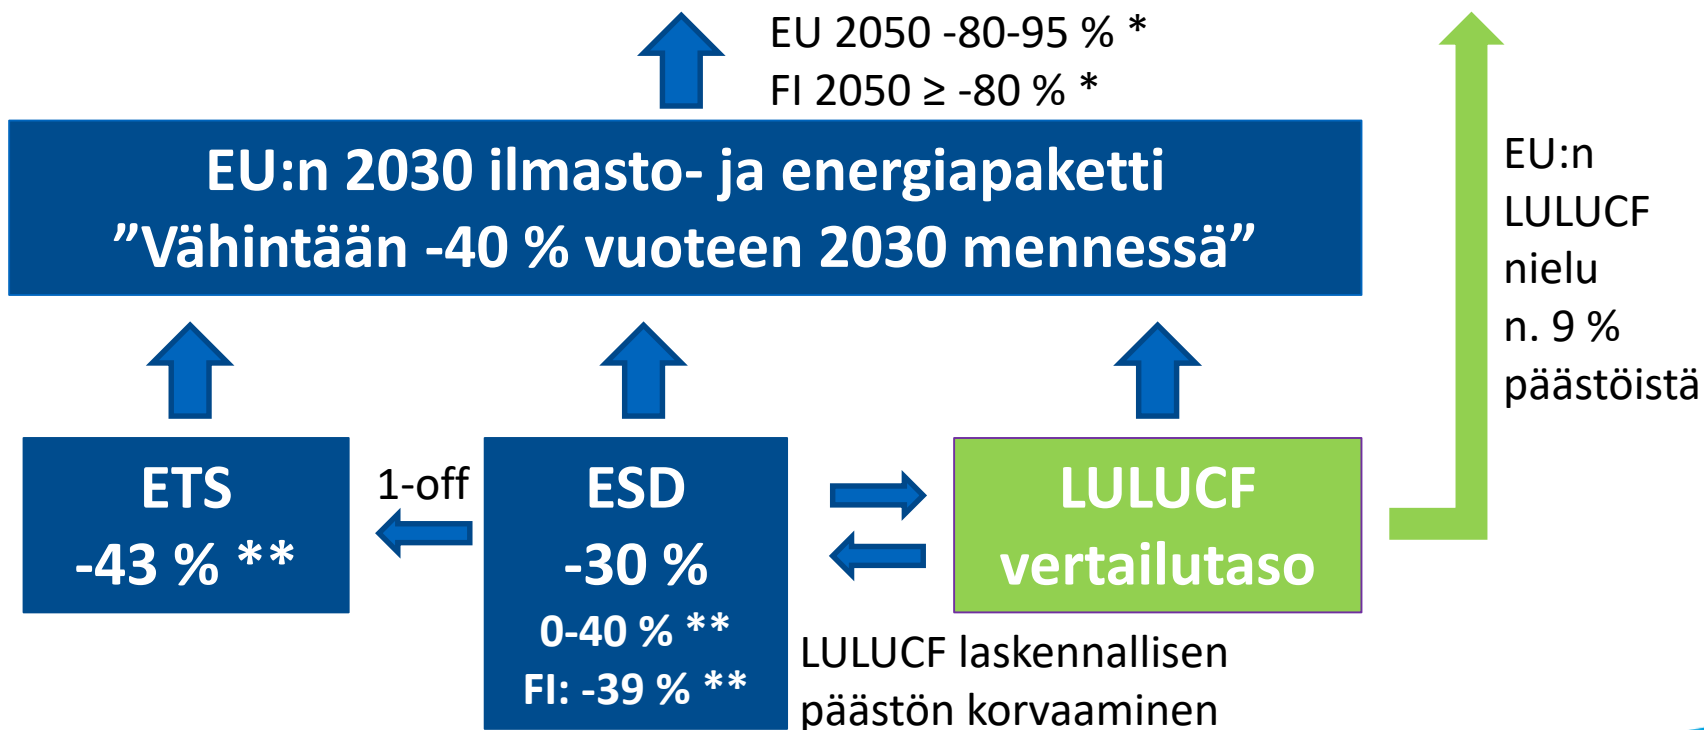 EU 2050 -80-95 % *
FI 2050 ≥ -80 % *
EU:n 2030 ilmasto- ja energiapaketti
”Vähintään -40 % vuoteen 2030 mennessä”
EU:n
LULUCF
nielu
n. 9 %
päästöistä
ETS
-43 % **
1-off
ESD
-30 %
0-40 % **
FI: -39 % **
LULUCF
vertailutaso
LULUCF laskennallisen
päästön korvaaminen